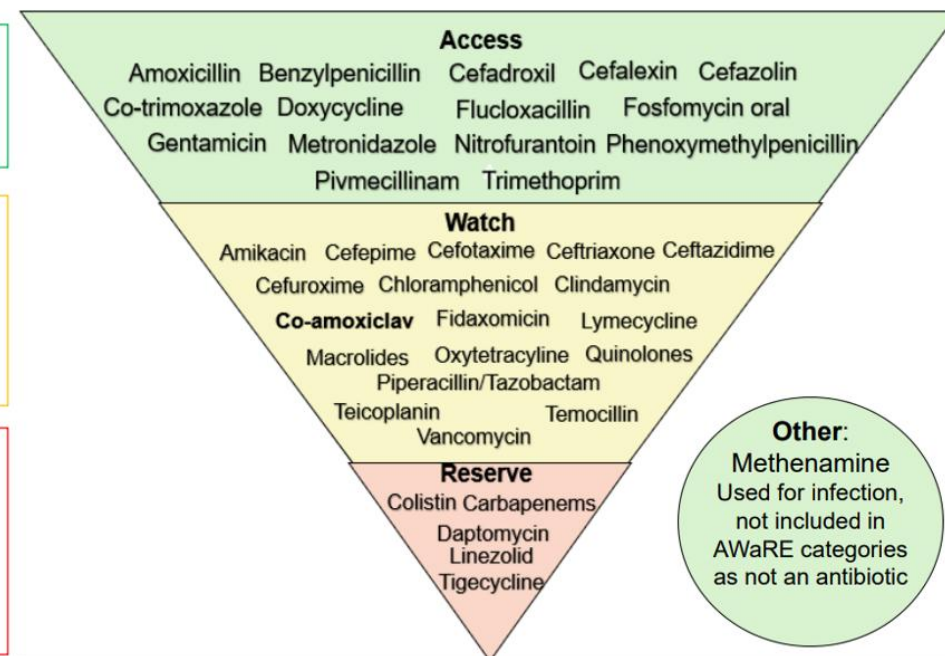 Access
Amoxicillin Benzylpenicillin Cefadroxil Cefalexin Cefazolin
Co-trimoxazole Doxycycline Flucloxacillin Fosfomycin oral
Gentamicin Metronidazole Nitrofurantoin Phenoxymethylpenicillin
Pivmecillinam Trimethoprim
Watch
Amikacin Cefepime Cefotaxime Ceftriaxone Ceftazidime
Cefuroxime Chloramphenicol Clindamycin
Co-amoxiclav Fidaxomicin Lymecycline
Macrolides Oxytetracyline Quinolones
Piperacillin/Tazobactam
Teicoplanin Temocillin
Vancomycin
Reserve
Colistin Carbapenems
Daptomycin
Linezolid
Tigecycline
Other:
Methenamine
Used for infection,
not included in
AWaRE categories
as not an antibiotic